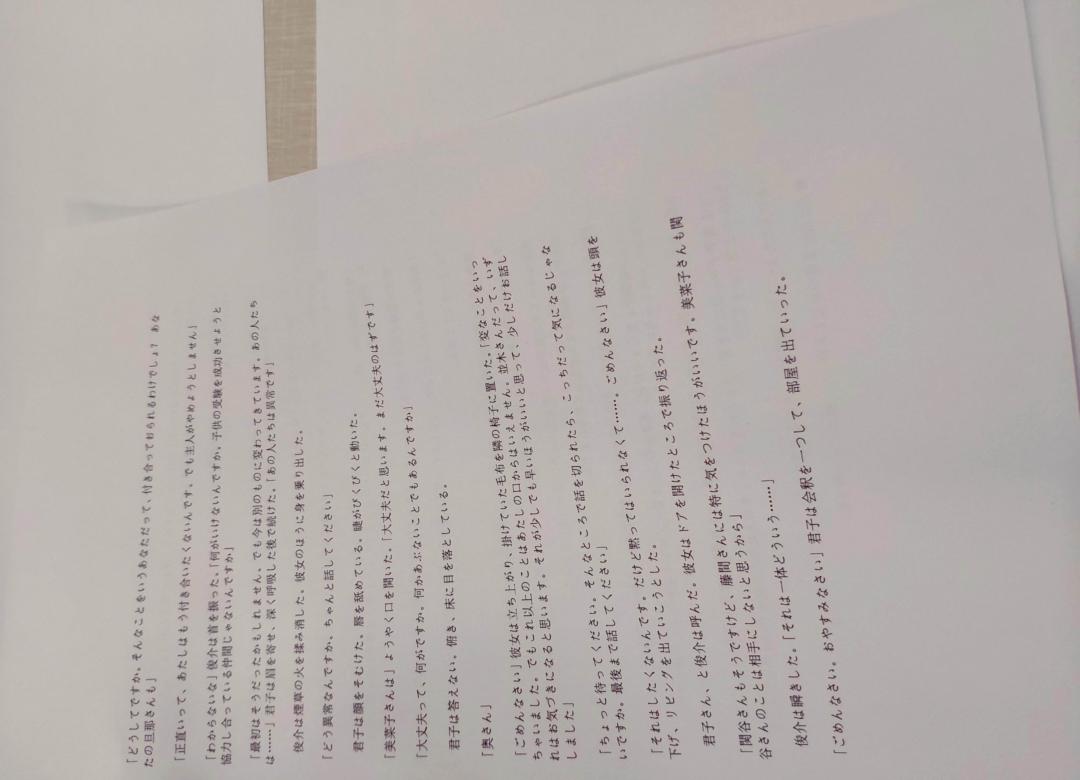 「どうしてですか。そんなことをいうあなただって、付き合っておられるわけでしょ？ あな
たの旦那さんも」
「正直いって、あたしはもう付き合いたくないんです。でも主人がやめようとしません」
「わからないな」俊介は首を振った。「何がいけないんですか。子供の受験を成功させようと
協力し合っている仲間じゃないんですか」
「最初はそうだったかもしれません。でも今は別のものに変わってきています。あの人たち
は……」君子は眉を寄せ、深く呼吸した後で続けた。「あの人たちは異常です」
俊介は煙草の火を揉み消した。彼女のほうに身を乗り出した。
「どう異常なんですか。ちゃんと話してください」
君子は顔をそむけた。唇を舐めている。睫がぴくぴくと動いた。
「美菜子さんは」ようやく口を開いた。「大丈夫だと思います。まだ大丈夫のはずです」
「大丈夫って、何がですか。何かあぶないことでもあるんですか」
君子は答えない。俯き、床に目を落としている。
「奥さん」
「ごめんなさい」彼女は立ち上がり、掛けていた毛布を隣の椅子に置いた。「変なことをいっ
ちゃいました。でもこれ以上のことはあたしの口からはいえません。並木さんだって、いず
れはお気づきになると思います。それが少しでも早いほうがいいと思って、少しだけお話し
しました」
「ちょっと待ってください。そんなところで話を切られたら、こっちだって気になるじゃな
いですか。最後まで話してください」
「それはしたくないんです。だけど黙ってはいられなくて……。ごめんなさい」彼女は頭を
下げ、リビングを出ていこうとした。
君子さん、と俊介は呼んだ。彼女はドアを開けたところで振り返った。
「関谷さんもそうですけど、藤間さんには特に気をつけたほうがいいです。美菜子さんも関
谷さんのことは相手にしないと思うから」
俊介は瞬きした。「それは一体どういう……」
「ごめんなさい。おやすみなさい」君子は会釈を一つして、部屋を出ていった。